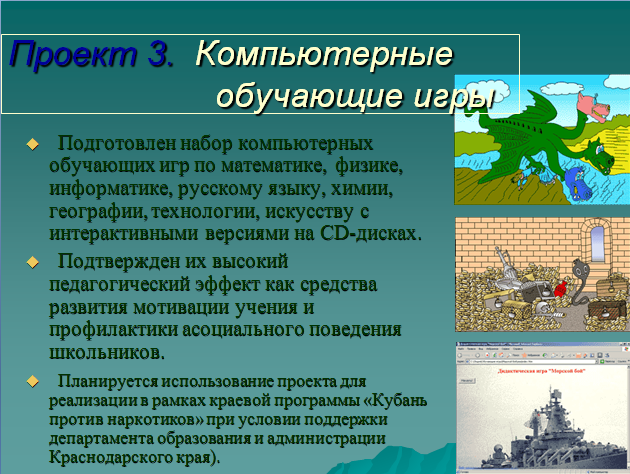 Проект 3. Компьютерные
обучающие игры
Подготовлен набор компьютерных
обучающих игр по математике, физике,
информатике, русскому языку, химии,
географии, технологии, искусству с
интерактивными версиями на CD-дисках.
Подтвержден их высокий
педагогический эффект как средства
развития мотивации учения и
профилактики асоциального поведения
школьников.
Планируется использование проекта для
реализации в рамках краевой программы «Кубань
против наркотиков» при условии поддержки
департамента образования и администрации
Краснодарского края).
Дидактическая игра "Морской бой"